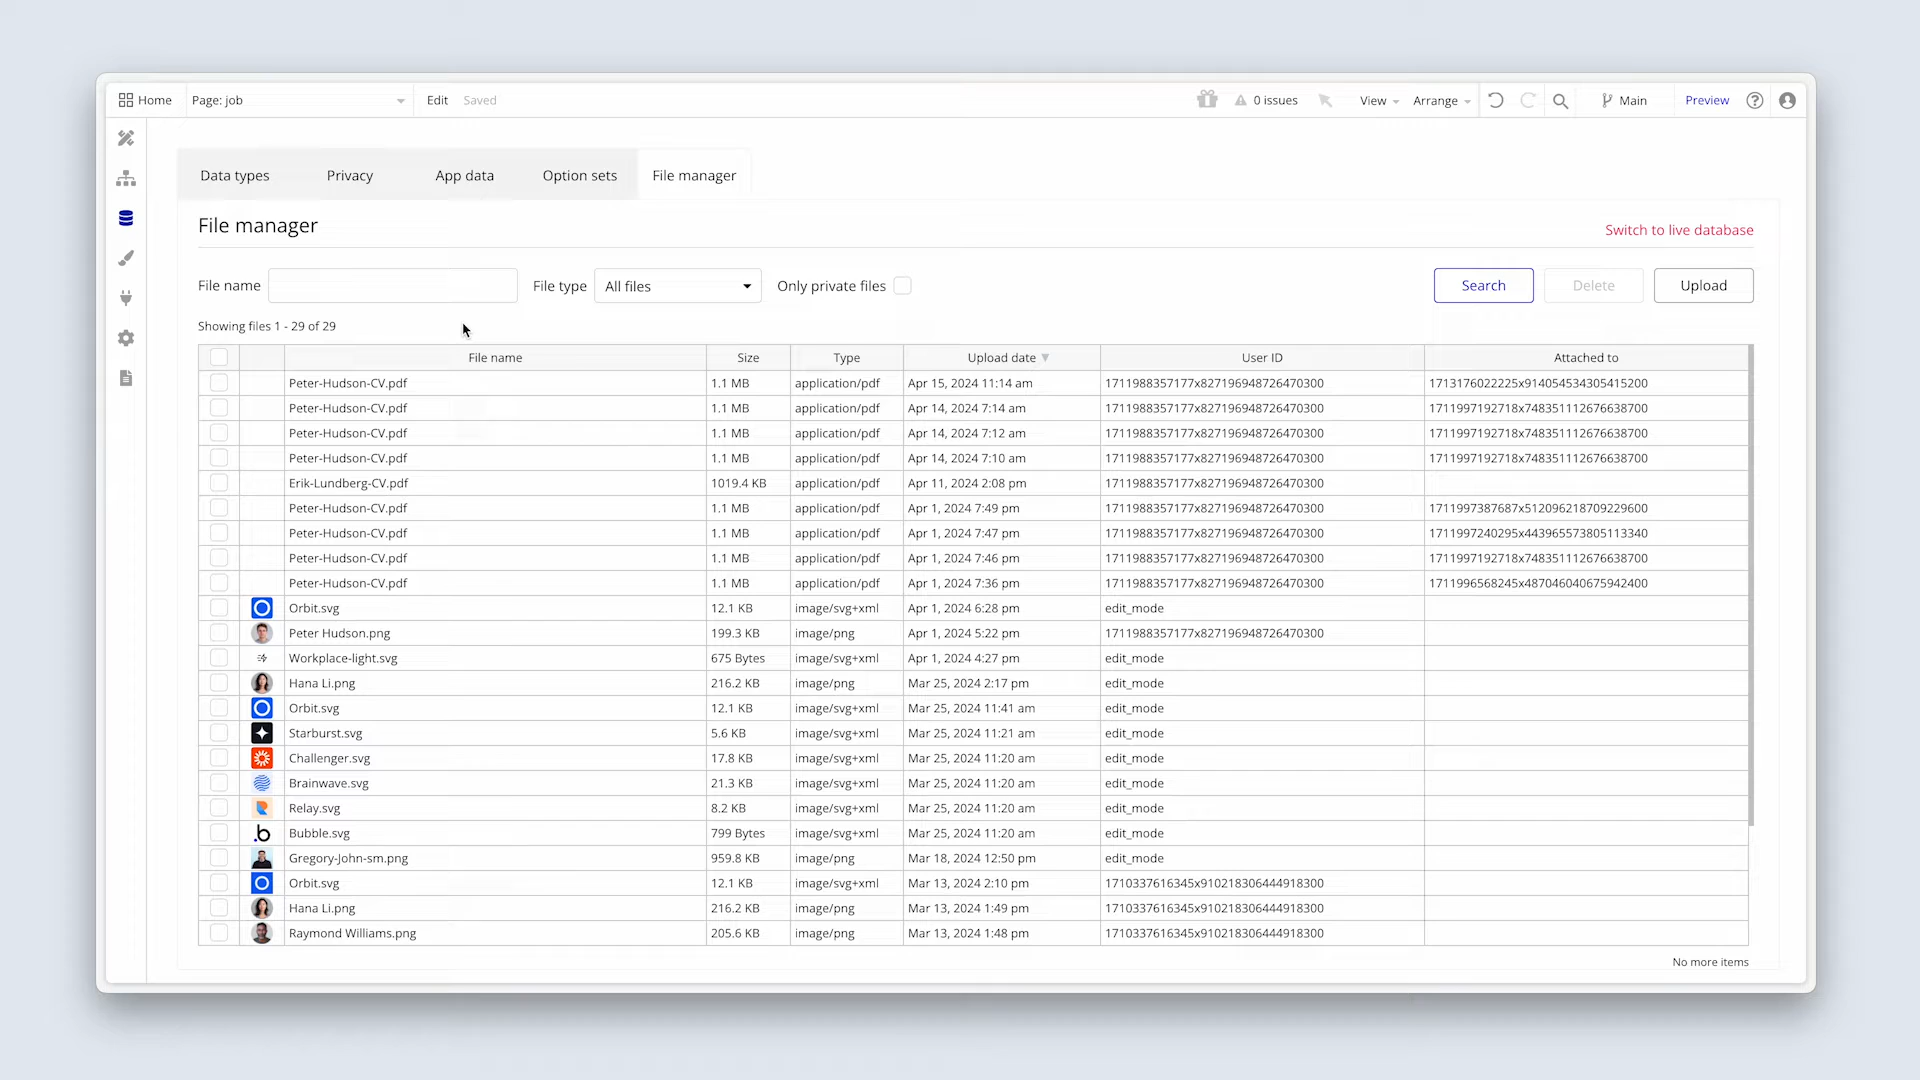 Home
Page: job
Edit
Saved
0 issues
View
Arrange
Main
Preview
Data types
Privacy
App data
Option sets
File manager
File manager
Switch to live database
File name
File type
All files
Only private files
Search
Delete
Upload
Showing files 1 - 29 of 29
File name Size Type Upload date User ID Attached to
Peter-Hudson-CV.pdf 1.1 MB application/pdf Apr 15, 2024 11:14 am 1711988357177x827196948726470300 1713176022225x914054534305415200
Peter-Hudson-CV.pdf 1.1 MB application/pdf Apr 14, 2024 7:14 am 1711988357177x827196948726470300 1711997192718x748351112676638700
Peter-Hudson-CV.pdf 1.1 MB application/pdf Apr 14, 2024 7:12 am 1711988357177x827196948726470300 1711997192718x748351112676638700
Peter-Hudson-CV.pdf 1.1 MB application/pdf Apr 14, 2024 7:10 am 1711988357177x827196948726470300 1711997192718x748351112676638700
Erik-Lundberg-CV.pdf 1019.4 KB application/pdf Apr 11, 2024 2:08 pm 1711988357177x827196948726470300
Peter-Hudson-CV.pdf 1.1 MB application/pdf Apr 1, 2024 7:49 pm 1711988357177x827196948726470300 1711997387687x512096218709229600
Peter-Hudson-CV.pdf 1.1 MB application/pdf Apr 1, 2024 7:47 pm 1711988357177x827196948726470300 1711997240295x443965573805113340
Peter-Hudson-CV.pdf 1.1 MB application/pdf Apr 1, 2024 7:46 pm 1711988357177x827196948726470300 1711997192718x748351112676638700
Peter-Hudson-CV.pdf 1.1 MB application/pdf Apr 1, 2024 7:36 pm 1711988357177x827196948726470300 1711996568245x487046040675942400
Orbit.svg 12.1 KB image/svg+xml Apr 1, 2024 6:28 pm edit_mode
Peter Hudson.png 199.3 KB image/png Apr 1, 2024 5:22 pm 1711988357177x827196948726470300
Workplace-light.svg 675 Bytes image/svg+xml Apr 1, 2024 4:27 pm edit_mode
Hana Li.png 216.2 KB image/png Mar 25, 2024 2:17 pm edit_mode
Orbit.svg 12.1 KB image/svg+xml Mar 25, 2024 11:41 am edit_mode
Starburst.svg 5.6 KB image/svg+xml Mar 25, 2024 11:21 am edit_mode
Challenger.svg 17.8 KB image/svg+xml Mar 25, 2024 11:20 am edit_mode
Brainwave.svg 21.3 KB image/svg+xml Mar 25, 2024 11:20 am edit_mode
Relay.svg 8.2 KB image/svg+xml Mar 25, 2024 11:20 am edit_mode
.b Bubble.svg 799 Bytes image/svg+xml Mar 25, 2024 11:20 am edit_mode
Gregory-John-sm.png 959.8 KB image/png Mar 18, 2024 12:50 pm edit_mode
Orbit.svg 12.1 KB image/svg+xml Mar 13, 2024 2:10 pm 1710337616345x910218306444918300
Hana Li.png 216.2 KB image/png Mar 13, 2024 1:49 pm 1710337616345x910218306444918300
Raymond Williams.png 205.6 KB image/png Mar 13, 2024 1:48 pm 1710337616345x910218306444918300
No more items